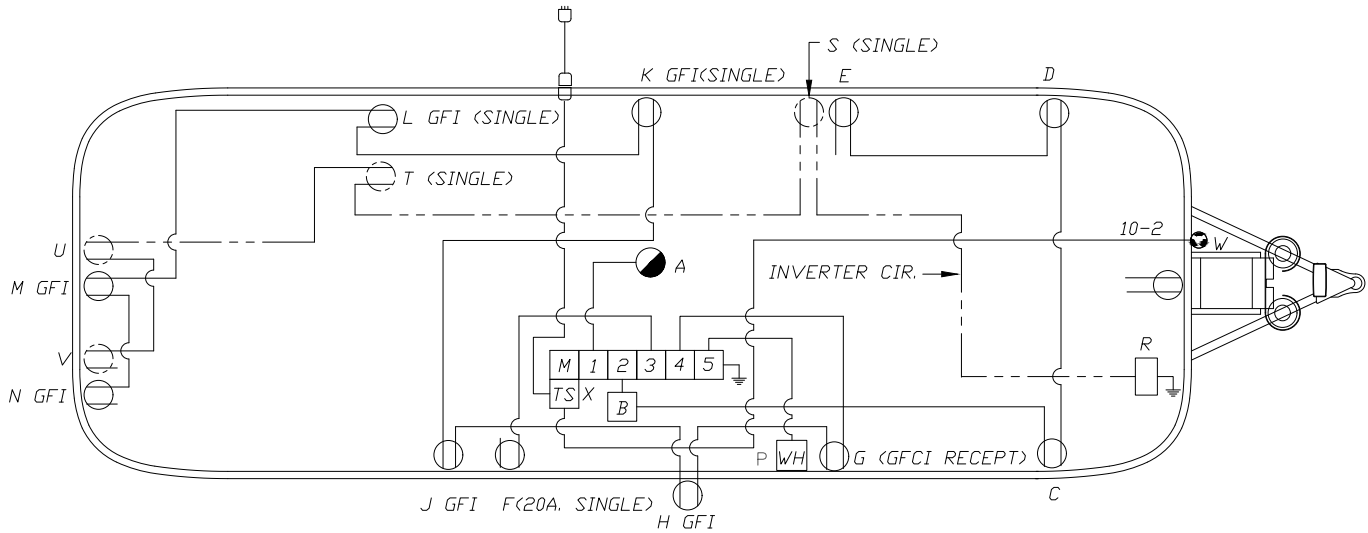 S (SINGLE)
K GFI(SINGLE)
E
D
L GFI (SINGLE)
T (SINGLE)
10-2
W
U
A
INVERTER CIR.
M GFI
V
R
M 1 2 3 4 5
N GFI
TS X
B
P WH
G (GFCI RECEPT)
J GFI
F(20A. SINGLE)
C
H GFI